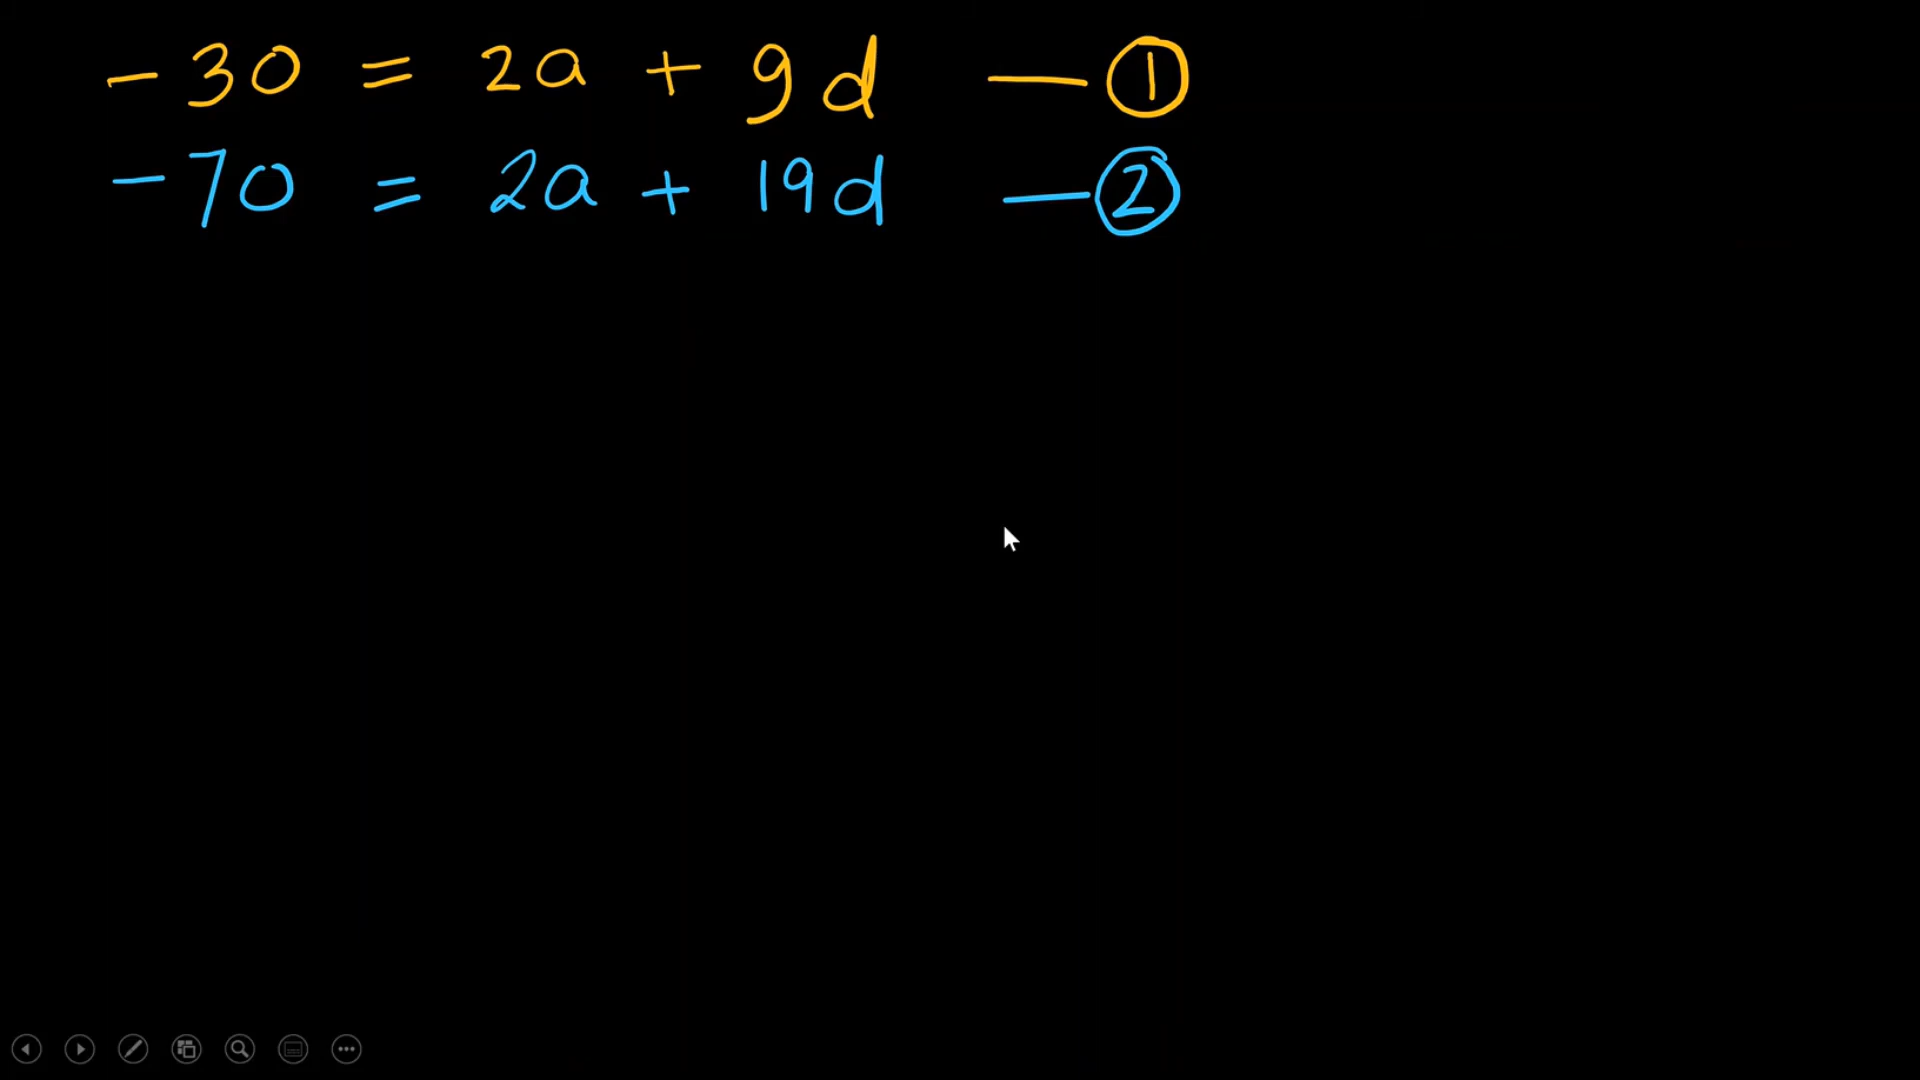 -30 = 2a + 9d — ①
-70 = 2a + 19d — ②